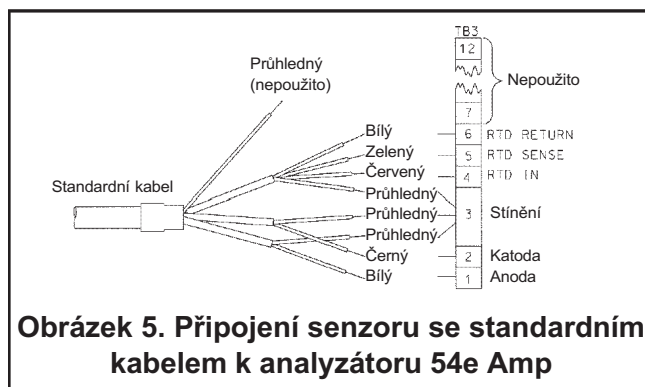 TB3
12
Průhledný
(nepoužito)
Nepoužito
7
Bílý
6 RTD RETURN
Zelený
5 RTD SENSE
Červený
4 RTD IN
Standardní kabel
Průhledný
Průhledný
3 Stínění
Průhledný
Černý
2 Katoda
Bílý
1 Anoda
Obrázek 5. Připojení senzoru se standardním
kabelem k analyzátoru 54e Amp